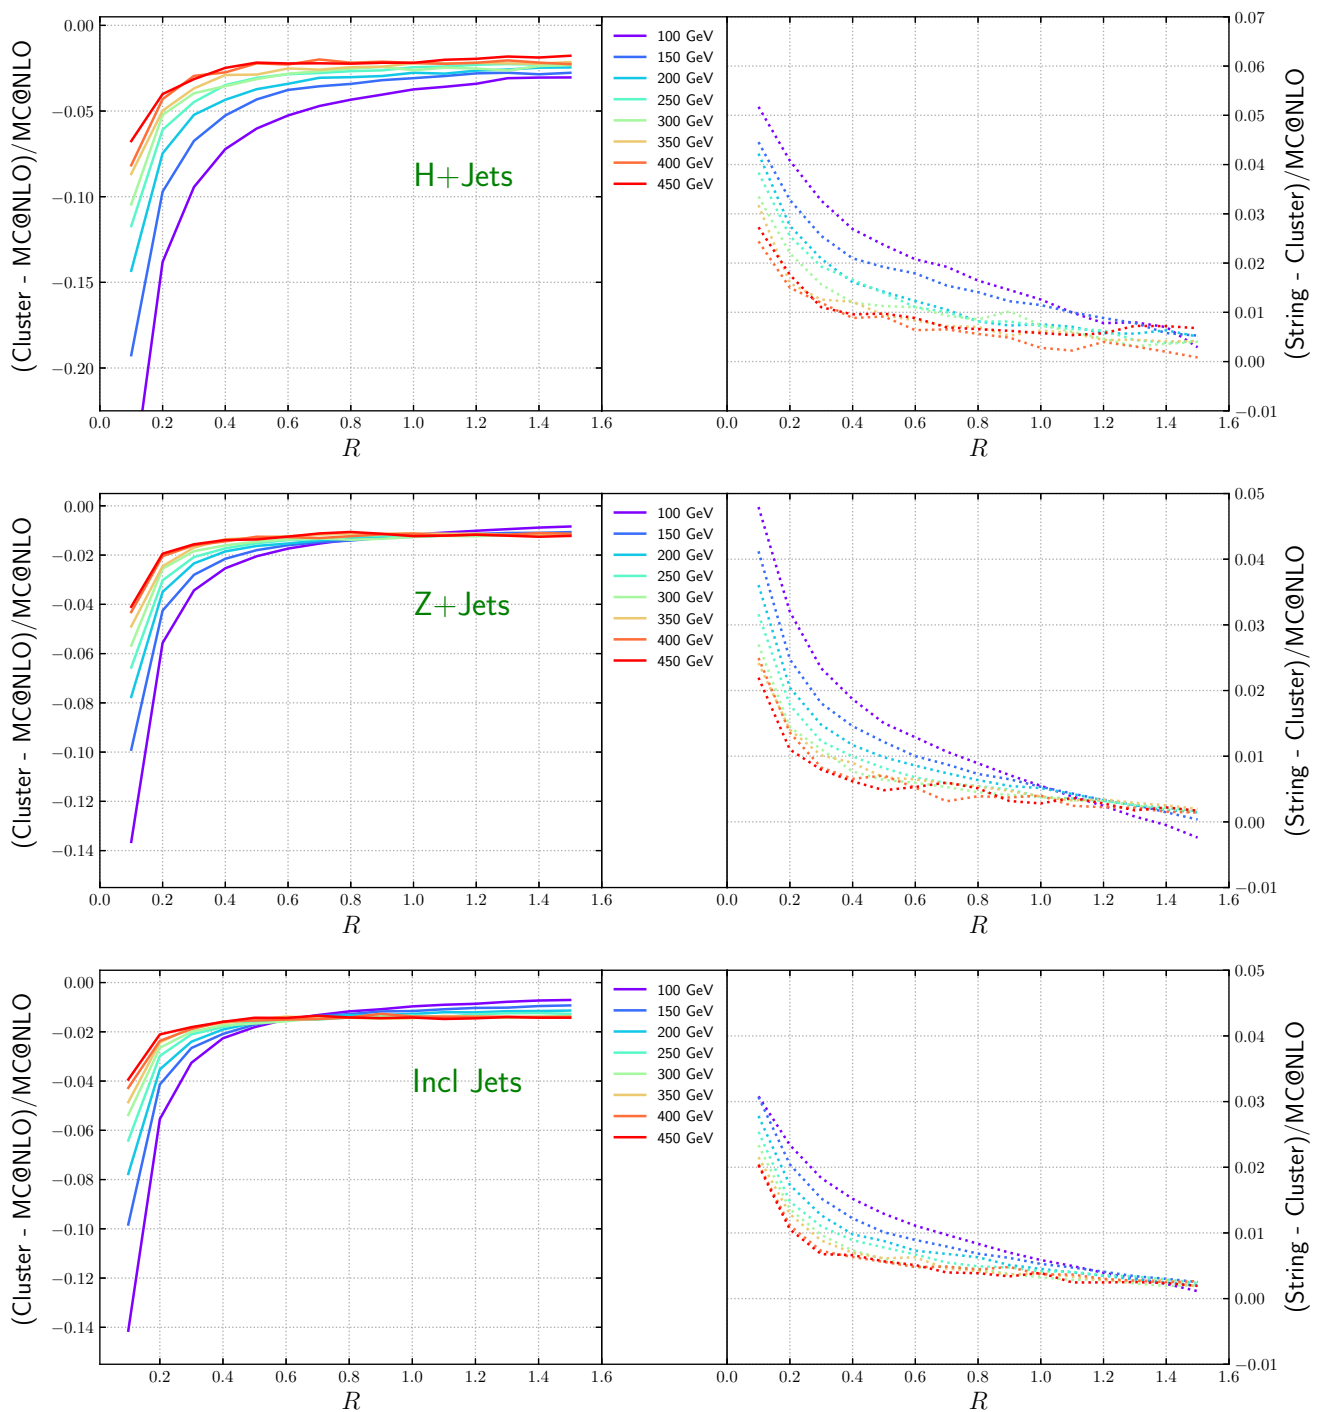 (Cluster - MC@NLO)/MC@NLO
0.00
−0.05
−0.10
−0.15
−0.20
0.0 0.2 0.4 0.6 0.8 1.0 1.2 1.4 1.6
R
H+Jets
100 GeV
150 GeV
200 GeV
250 GeV
300 GeV
350 GeV
400 GeV
450 GeV
0.0 0.2 0.4 0.6 0.8 1.0 1.2 1.4 1.6
R
0.07
0.06
0.05
0.04
0.03
0.02
0.01
0.00
−0.01
(String - Cluster)/MC@NLO
(Cluster - MC@NLO)/MC@NLO
0.00
−0.02
−0.04
−0.06
−0.08
−0.10
−0.12
−0.14
0.0 0.2 0.4 0.6 0.8 1.0 1.2 1.4 1.6
R
Z+Jets
100 GeV
150 GeV
200 GeV
250 GeV
300 GeV
350 GeV
400 GeV
450 GeV
0.0 0.2 0.4 0.6 0.8 1.0 1.2 1.4 1.6
R
0.05
0.04
0.03
0.02
0.01
0.00
−0.01
(String - Cluster)/MC@NLO
(Cluster - MC@NLO)/MC@NLO
0.00
−0.02
−0.04
−0.06
−0.08
−0.10
−0.12
−0.14
0.2 0.4 0.6 0.8 1.0 1.2 1.4 1.6
R
Incl Jets
100 GeV
150 GeV
200 GeV
250 GeV
300 GeV
350 GeV
400 GeV
450 GeV
0.0 0.2 0.4 0.6 0.8 1.0 1.2 1.4 1.6
R
0.05
0.04
0.03
0.02
0.01
0.00
−0.01
(String - Cluster)/MC@NLO